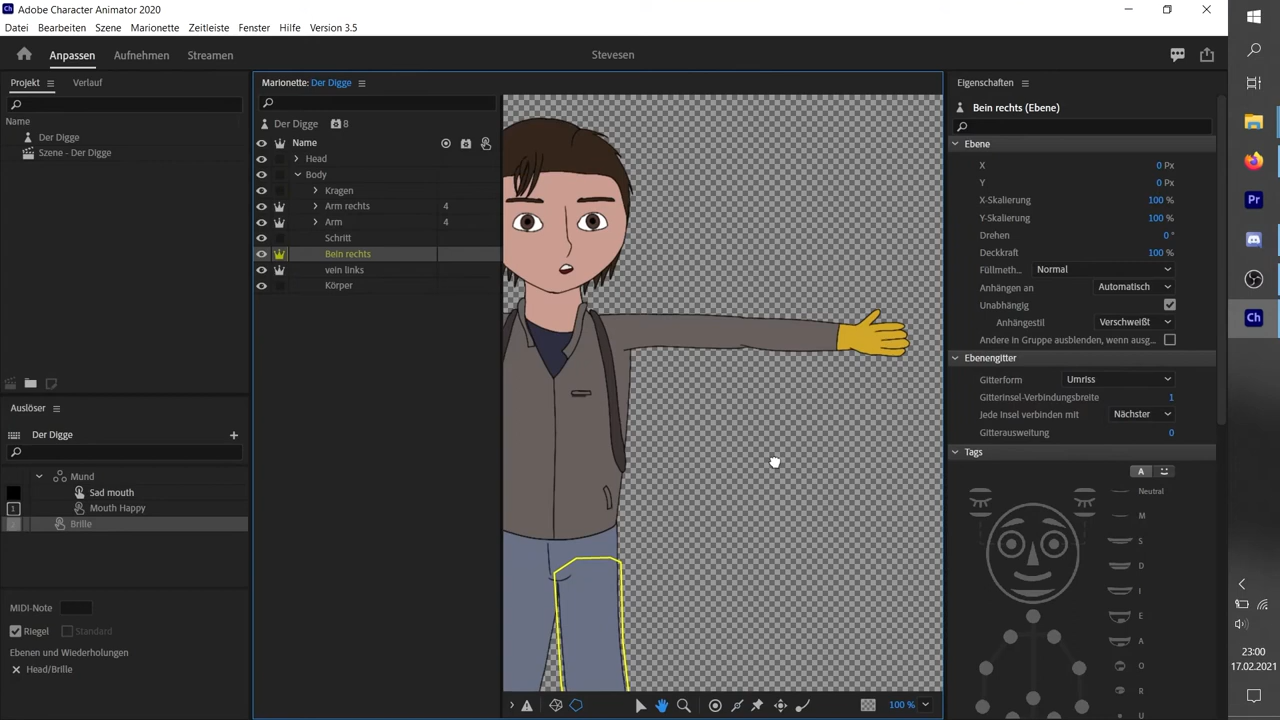 Adobe Character Animator 2020
Datei Bearbeiten Szene Marionette Zeitleiste Fenster Hilfe Version 3.5
Anpassen Aufnehmen Streamen
Stevesen
Projekt Verlauf
Name
Der Digge
Szene - Der Digge
Auslöser
Der Digge
Mund
Sad mouth
1 Mouth Happy
Brille
MIDI-Note
Riegel Standard
Ebenen und Wiederholungen
Head/Brille
Marionette: Der Digge
Der Digge 8
Name
Head
Body
Kragen
Arm rechts 4
Arm 4
Schritt
Bein rechts
vein links
Körper
100 %
Eigenschaften
Bein rechts (Ebene)
Ebene
X 0 Px
Y 0 Px
X-Skalierung 100 %
Y-Skalierung 100 %
Drehen 0 °
Deckkraft 100 %
Füllmeth... Normal
Anhängen an Automatisch
Unabhängig
Anhängestil Verschweißt
Andere in Gruppe ausblenden, wenn ausg...
Ebenengitter
Gitterform Umriss
Gitterinsel-Verbindungsbreite 1
Jede Insel verbinden mit Nächster
Gitterausweitung 0
Tags
A
Neutral
M
S
D
I
E
A
O
R
Ch
Pr
Ch
23:00
17.02.2021